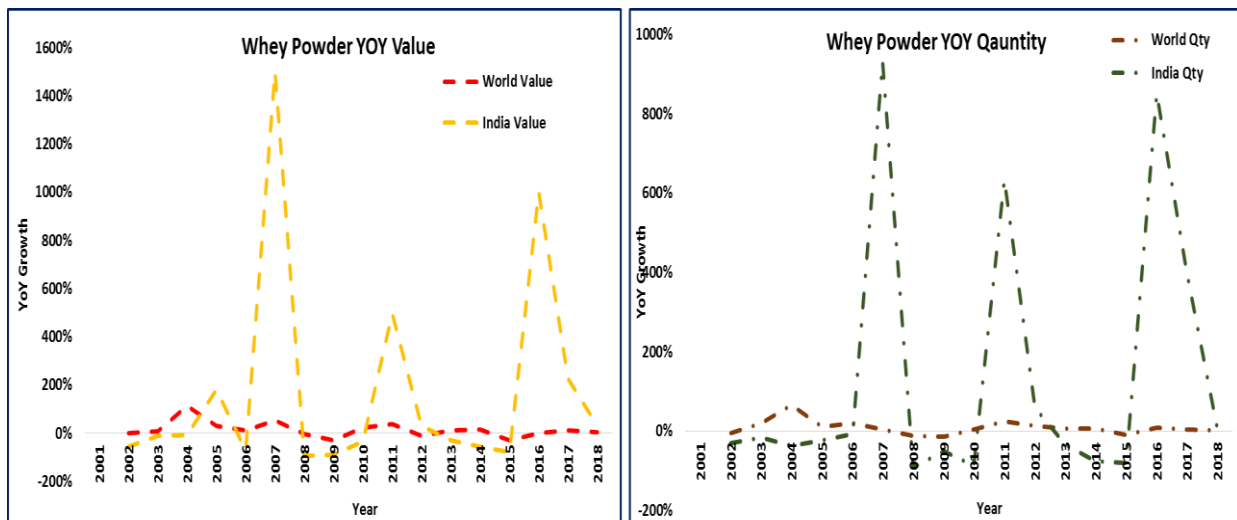 Whey Powder YOY Value
World Value
India Value
1600%
1400%
1200%
1000%
800%
600%
400%
200%
0%
-200%
YoY Growth
2001 2002 2003 2004 2005 2006 2007 2008 2009 2010 2011 2012 2013 2014 2015 2016 2017 2018
Year
Whey Powder YOY Qauntity
World Qty
India Qty
1000%
800%
600%
400%
200%
0%
-200%
YoY Growth
2001 2002 2003 2004 2005 2006 2007 2008 2009 2010 2011 2012 2013 2014 2015 2016 2017 2018
Year